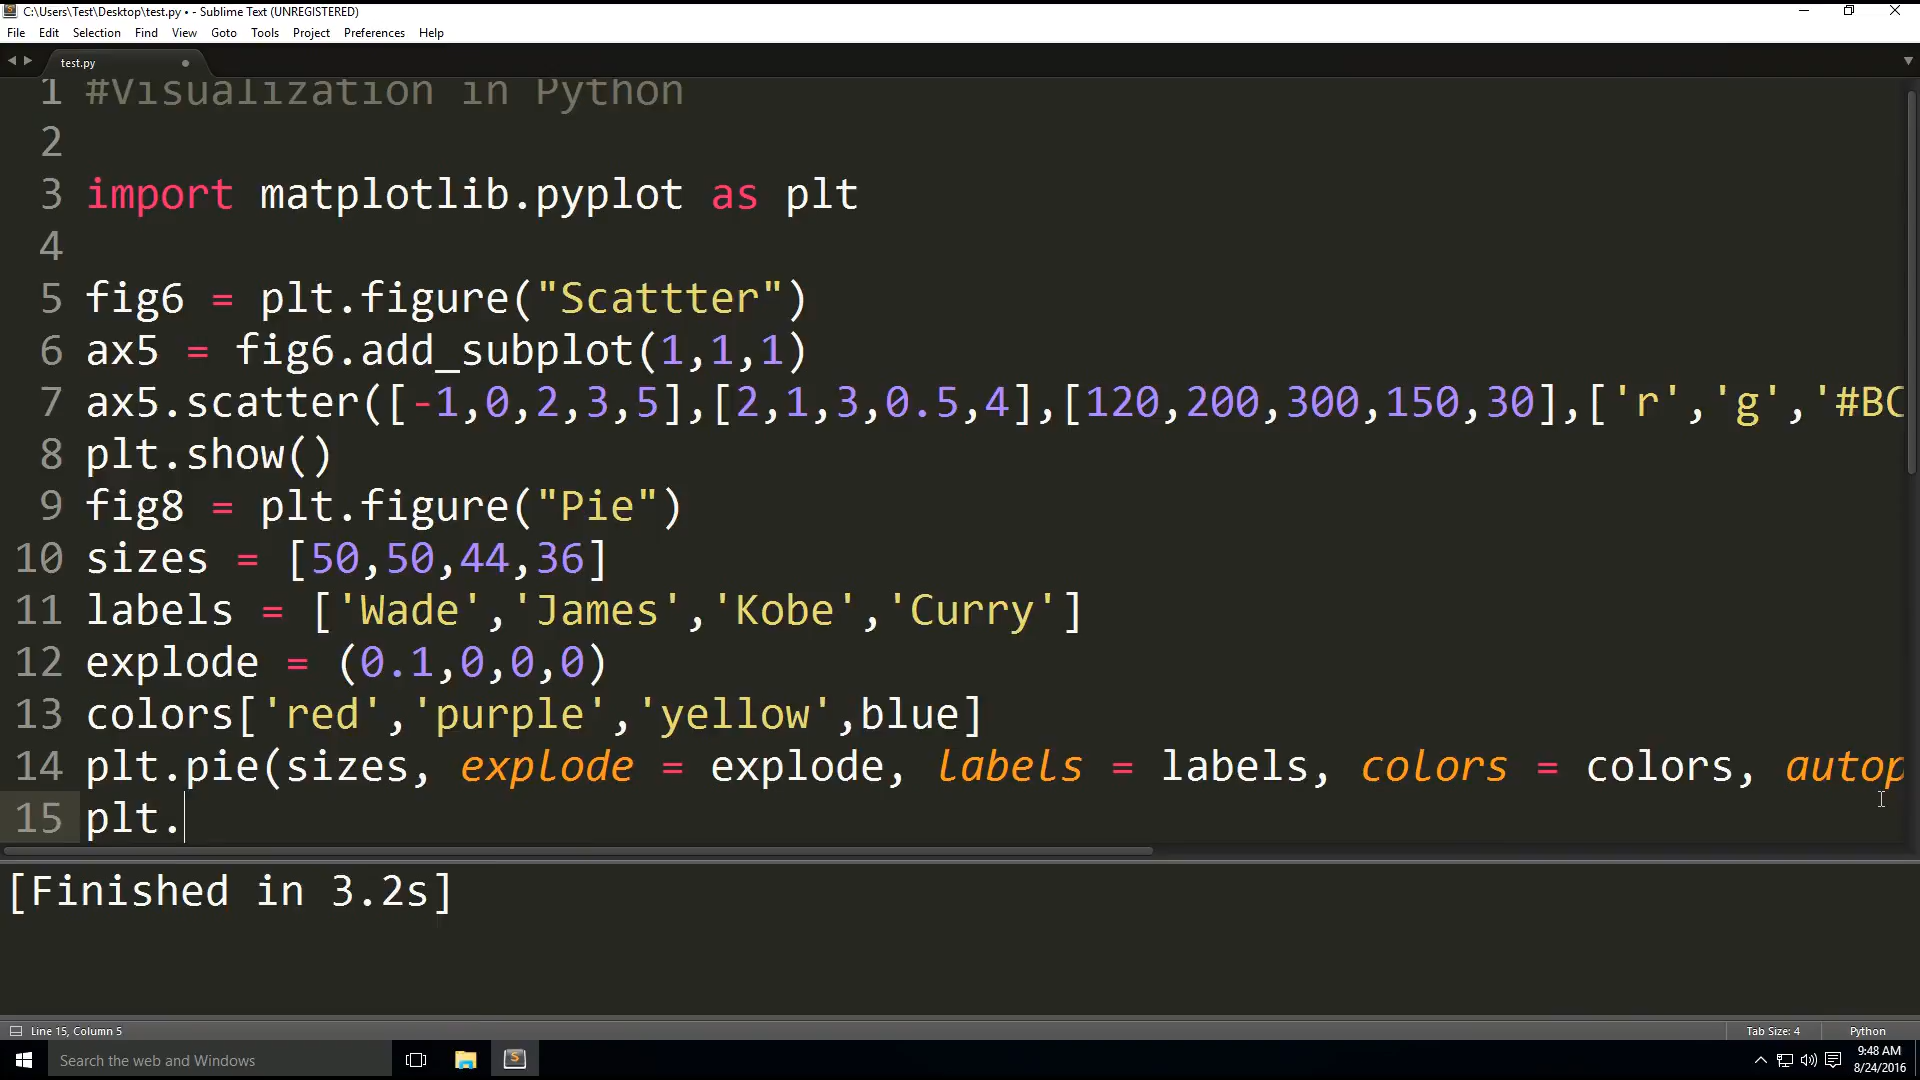 C:\Users\Test\Desktop\test.py • - Sublime Text (UNREGISTERED)
File Edit Selection Find View Goto Tools Project Preferences Help
test.py
1 #Visualization in Python
2
3 import matplotlib.pyplot as plt
4
5 fig6 = plt.figure("Scattter")
6 ax5 = fig6.add_subplot(1,1,1)
7 ax5.scatter([-1,0,2,3,5],[2,1,3,0.5,4],[120,200,300,150,30],['r','g','#BC
8 plt.show()
9 fig8 = plt.figure("Pie")
10 sizes = [50,50,44,36]
11 labels = ['Wade','James','Kobe','Curry']
12 explode = (0.1,0,0,0)
13 colors['red','purple','yellow',blue]
14 plt.pie(sizes, explode = explode, labels = labels, colors = colors, autop
15 plt.
[Finished in 3.2s]
Line 15, Column 5 Tab Size: 4 Python
Search the web and Windows
9:48 AM
8/24/2016